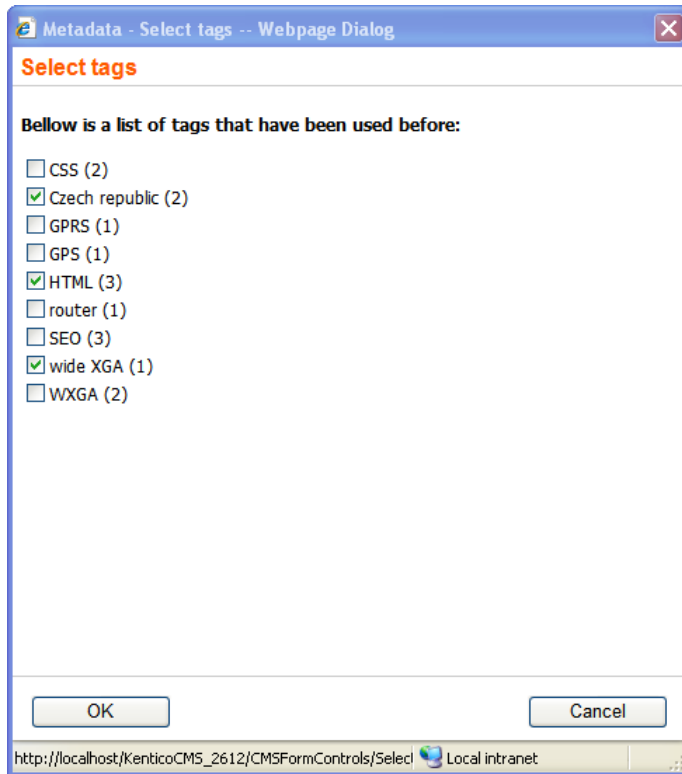 Metadata - Select tags -- Webpage Dialog
Select tags
Bellow is a list of tags that have been used before:
CSS (2)
Czech republic (2)
GPRS (1)
GPS (1)
HTML (3)
router (1)
SEO (3)
wide XGA (1)
WXGA (2)
OK Cancel
http://localhost/KenticoCMS_2612/CMSFormControls/Select Local intranet